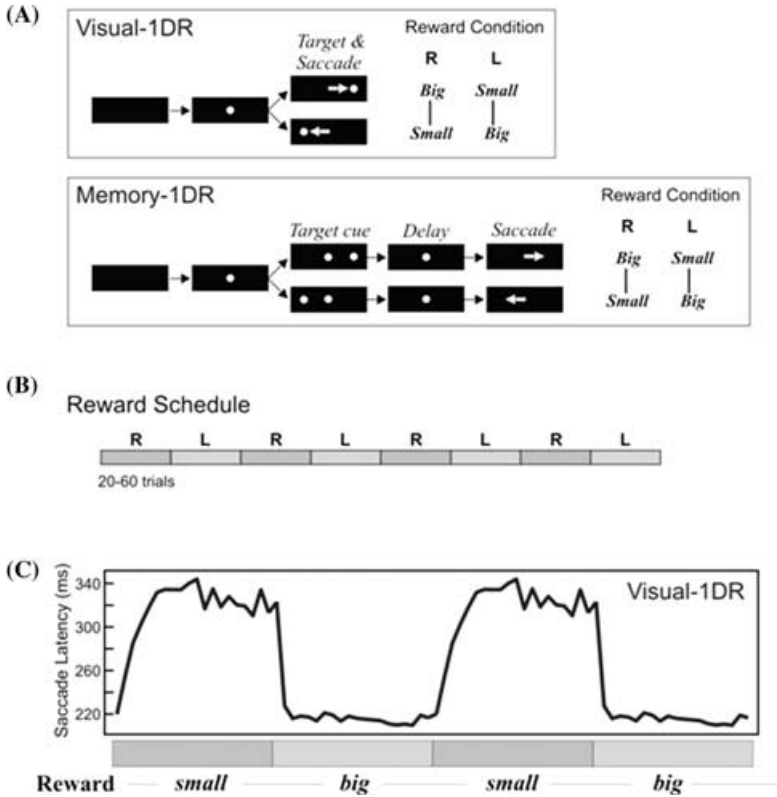 (A)
Visual-1DR
Target &
Saccade
Reward Condition
R L
Big Small
Small Big
Memory-1DR
Reward Condition
Target cue Delay Saccade
R L
Big Small
Small Big
(B)
Reward Schedule
R L R L R L R L
20-60 trials
(C)
Visual-1DR
Saccade Latency (ms)
340
300
260
220
Reward small big small big